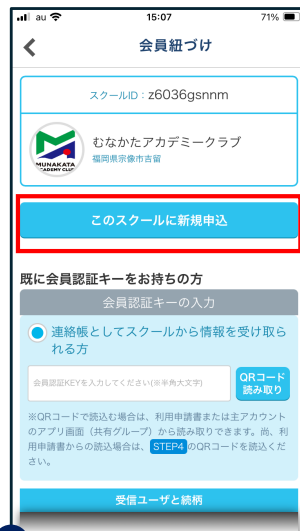 au 15:07 71%
会員紐づけ
スクールID：z6036gsnnm
むなかたアカデミークラブ
福岡県宗像市吉留
MUNAKATA
ACADEMY CLUB
このスクールに新規申込
既に会員認証キーをお持ちの方
会員認証キーの入力
連絡帳としてスクールから情報を受け取ら
れる方
会員認証KEYを入力してください(※半角大文字)
QRコード
読み取り
※QRコードで読込む場合は、利用申請書または主アカウント
のアプリ画面（共有グループ）から読み取りできます。尚、利
用申請書からの読込場合は、STEP4のQRコードを読込くだ
さい。
受信ユーザと続柄